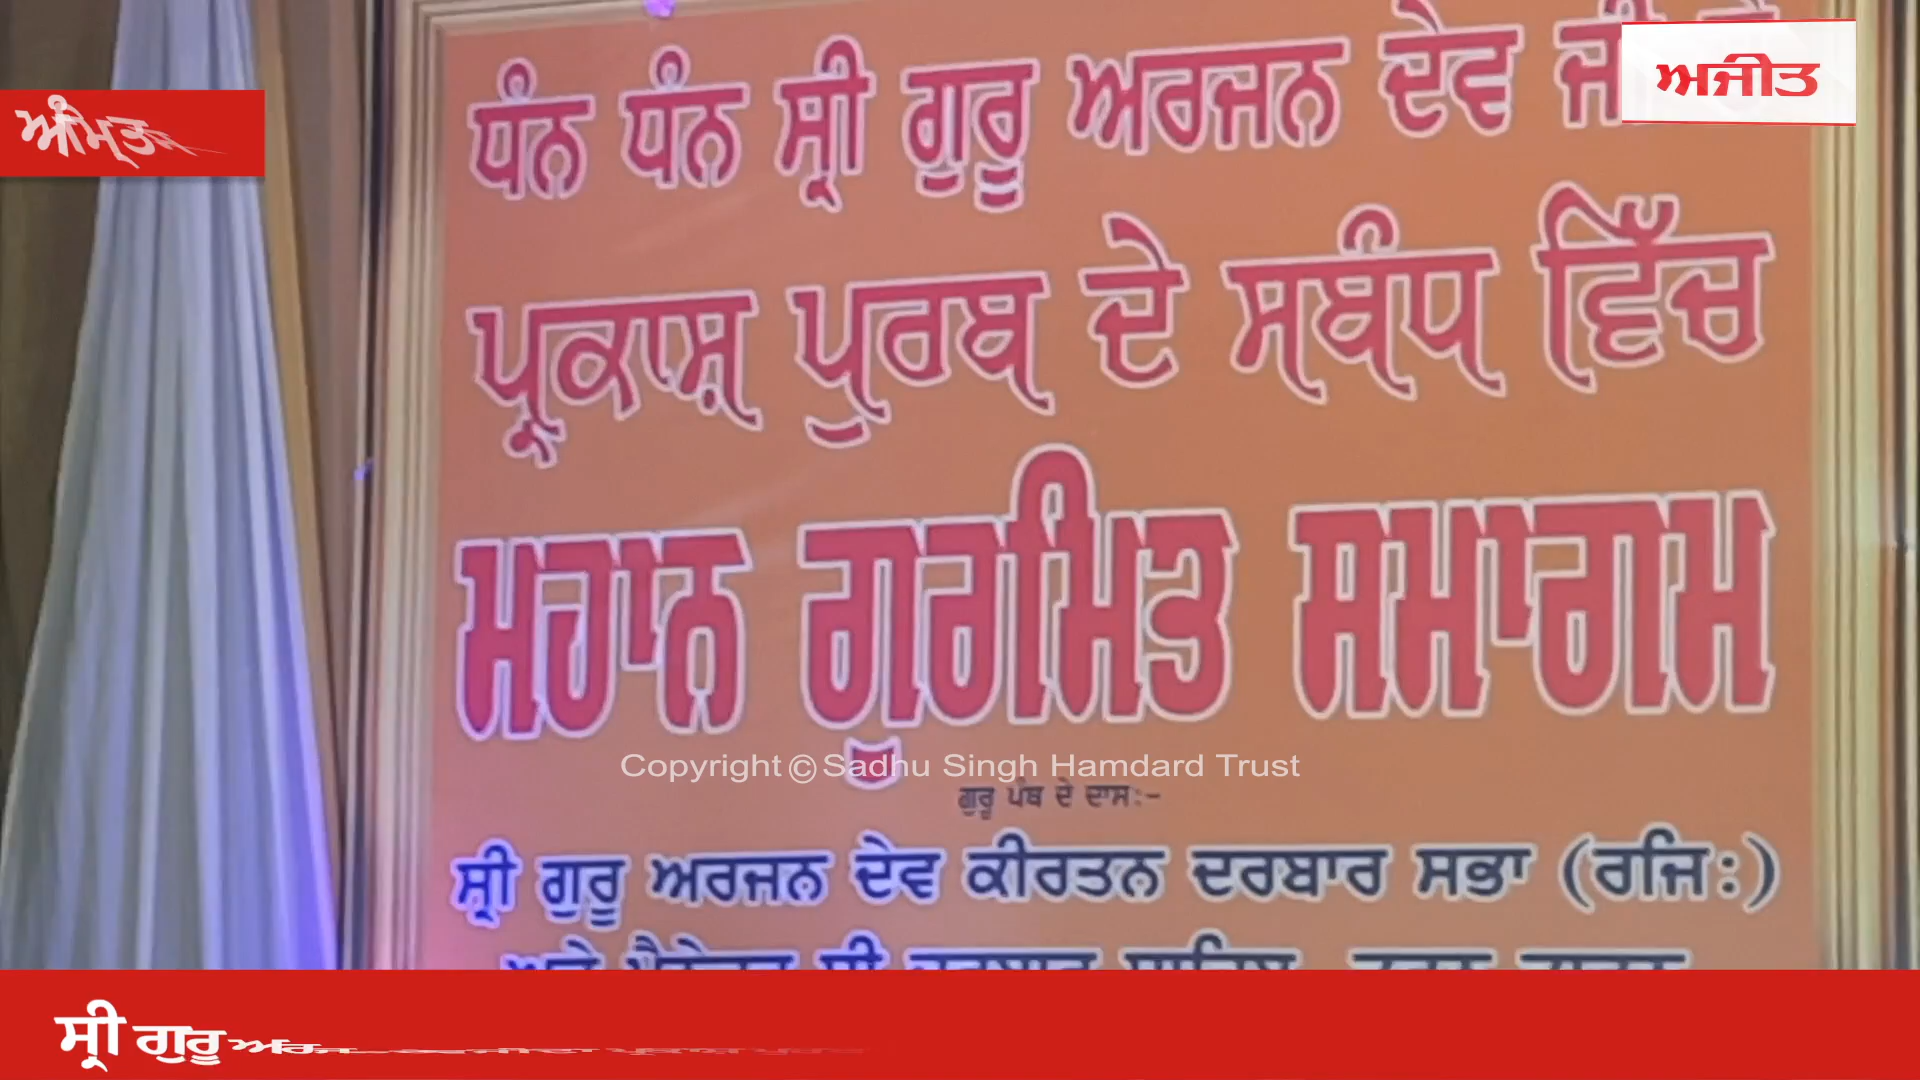 ਅਜੀਤ
ਧੰਨ ਧੰਨ ਸ੍ਰੀ ਗੁਰੂ ਅਰਜਨ ਦੇਵ
ਪ੍ਰਕਾਸ਼ ਪੁਰਬ ਦੇ ਸਬੰਧ ਵਿੱਚ
ਮਹਾਨ ਗੁਰਮਿਤ ਸਮਾਗਮ
Copyright © Sadhu Singh Hamdard Trust
ਗੁਰੂ ਪੰਥ ਦੇ ਦਾਸ:-
ਸ੍ਰੀ ਗੁਰੂ ਅਰਜਨ ਦੇਵ ਕੀਰਤਨ ਦਰਬਾਰ ਸਭਾ (ਰਜਿ:)
ਸ੍ਰੀ ਗੁਰੂ